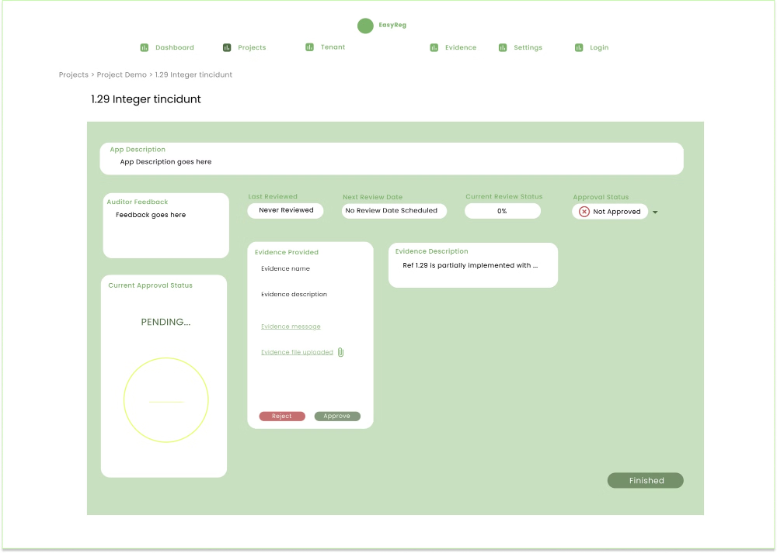 EasyReg
Dashboard
Projects
Tenant
Evidence
Settings
Login
Projects > Project Demo > 1.29 Integer tincidunt
1.29 Integer tincidunt
App Description
App Description goes here
Auditor Feedback
Feedback goes here
Last Reviewed
Never Reviewed
Nest Review Date
No Review Date Scheduled
Current Review Status
0%
Approval Status
Not Approved
Current Approval Status
PENDING...
Evidence Provided
Evidence name
Evidence description
Evidence message
Evidence file uploaded
Reject
Approve
Evidence Description
Ref 1.29 is partially implemented with ...
Finished